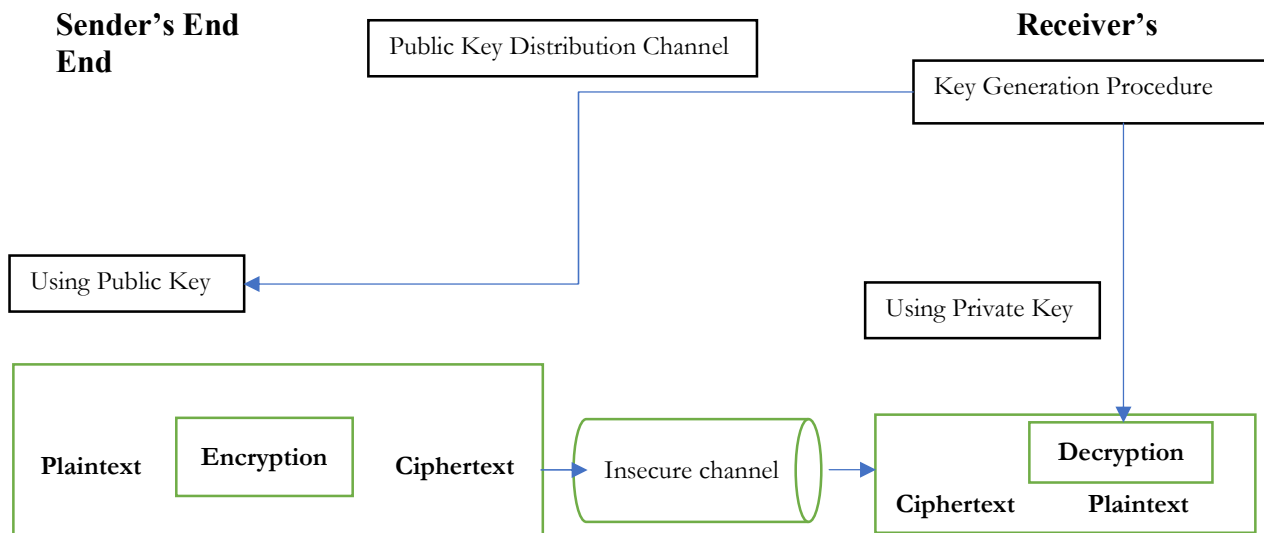 Sender’s End
Receiver’s
End
Public Key Distribution Channel
Key Generation Procedure
Using Public Key
Using Private Key
Plaintext
Encryption
Ciphertext
Insecure channel
Decryption
Ciphertext
Plaintext